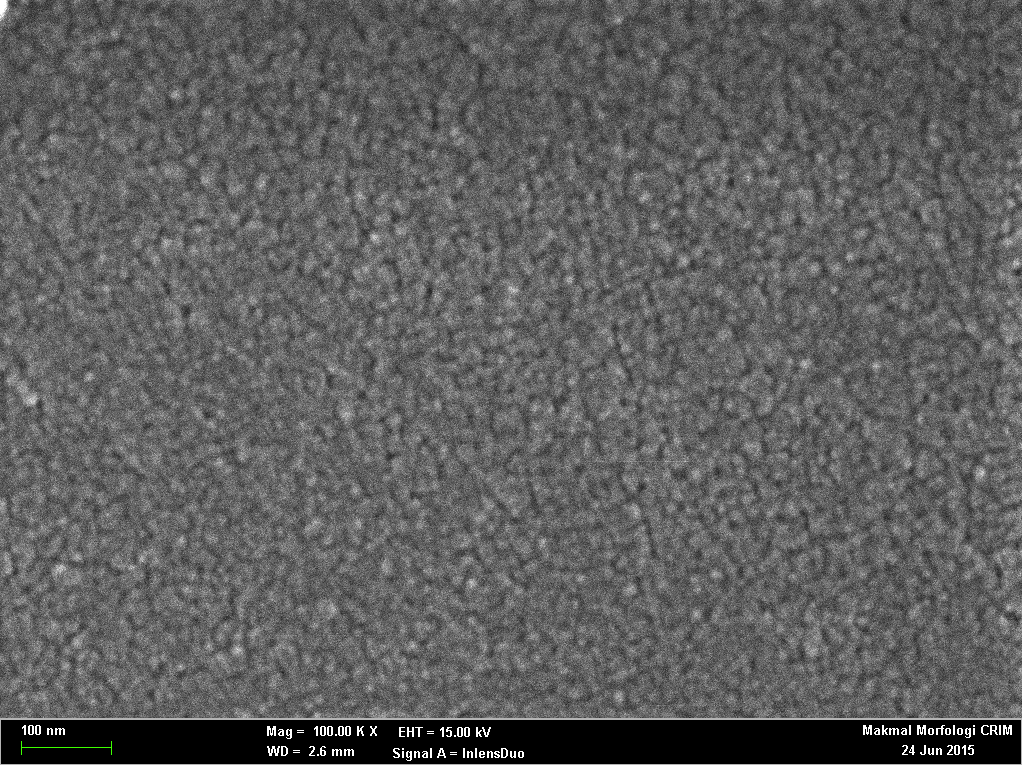 100 nm
Mag = 100.00 K X EHT = 15.00 kV
WD = 2.6 mm Signal A = InlensDuo
Makmal Morfologi CRIM
24 Jun 2015